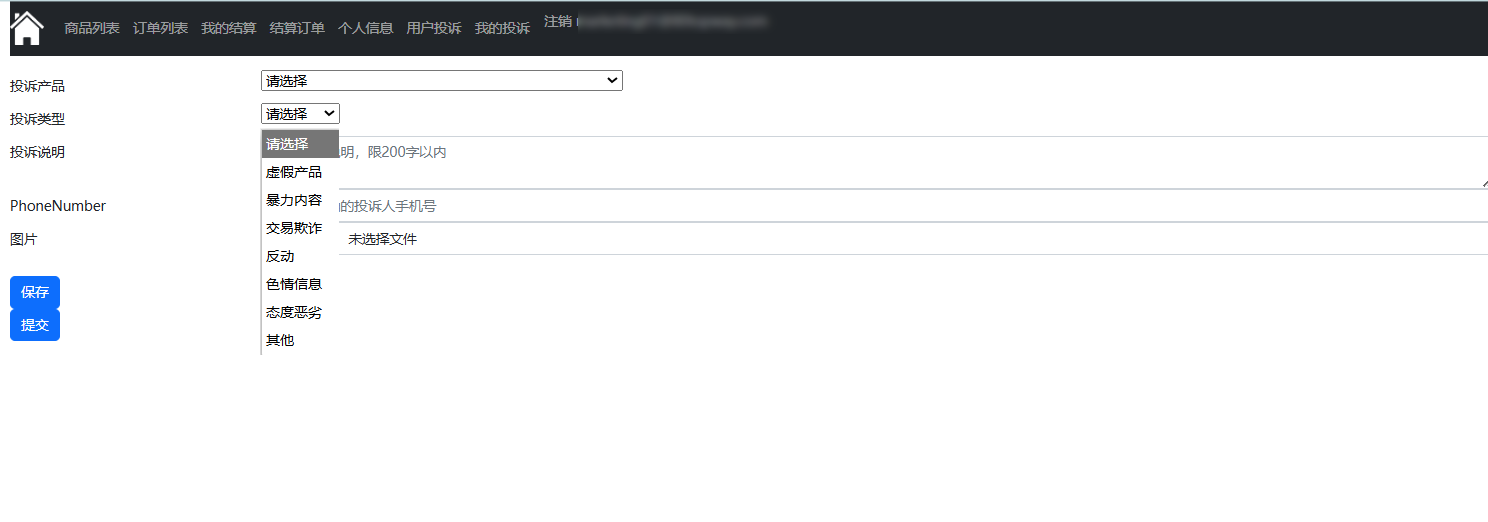 商品列表 订单列表 我的结算 结算订单 个人信息 用户投诉 我的投诉 注销
投诉产品 请选择
投诉类型 请选择
请选择
投诉说明 明，限200字以内
虚假产品
暴力内容
PhoneNumber 的投诉人手机号
交易欺诈
图片 未选择文件
反动
色情信息
保存
态度恶劣
提交
其他